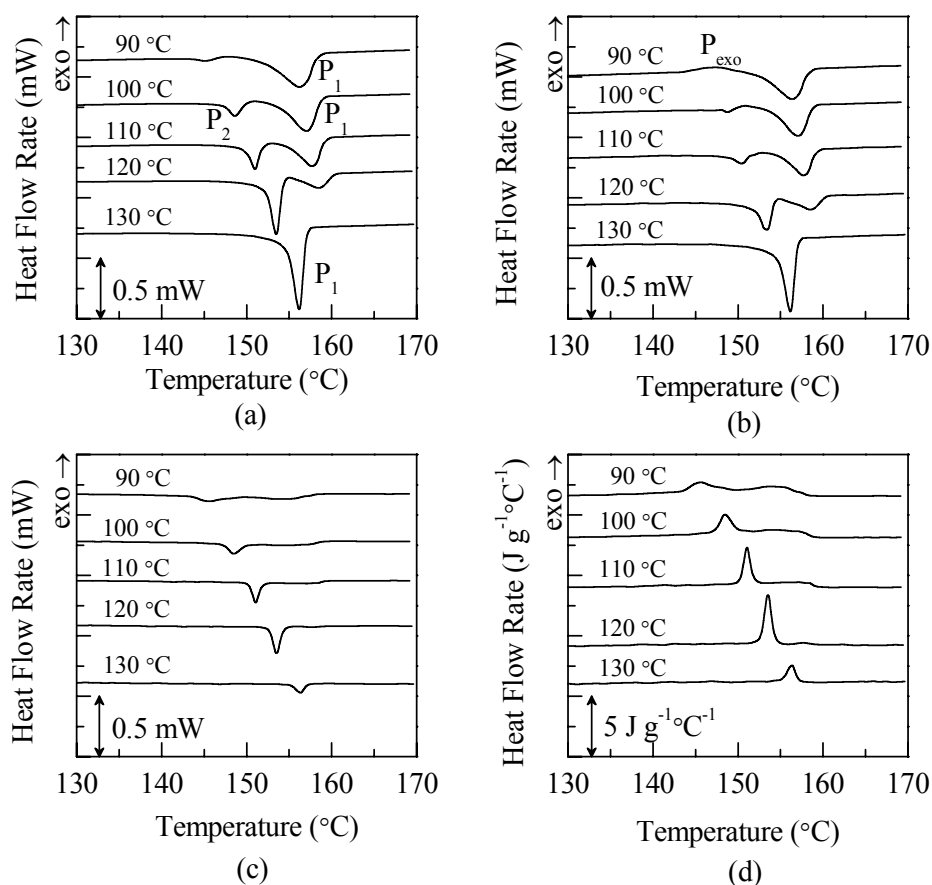 Heat Flow Rate (mW)
exo →
90 °C
100 °C
110 °C
120 °C
130 °C
P1
P2
P1
P1
0.5 mW
130 140 150 160 170
Temperature (°C)
(a)
Heat Flow Rate (mW)
exo →
90 °C
100 °C
110 °C
120 °C
130 °C
Pexo
0.5 mW
130 140 150 160 170
Temperature (°C)
(b)
Heat Flow Rate (mW)
exo →
90 °C
100 °C
110 °C
120 °C
130 °C
0.5 mW
130 140 150 160 170
Temperature (°C)
(c)
Heat Flow Rate (J g-1°C-1)
exo →
90 °C
100 °C
110 °C
120 °C
130 °C
5 J g-1°C-1
130 140 150 160 170
Temperature (°C)
(d)